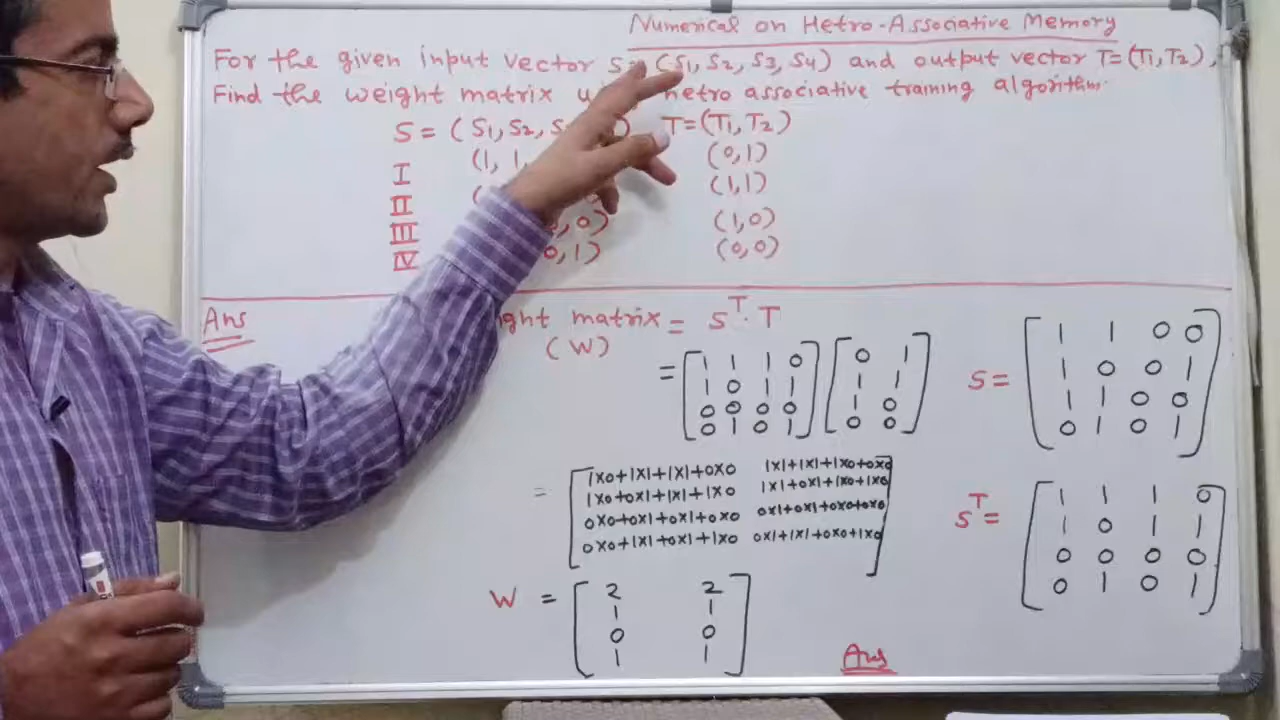 Numerical on Hetro-Associative Memory
For the given input vector S= (S1, S2, S3, S4) and output vector T=(T1, T2),
Find the weight matrix hetro associative training algorithm.
S = (S1, S2, ) T=(T1, T2)
I (1, 1, (0, 1)
II ( (1, 1)
III , 0) (1, 0)
IV 0, 1) (0, 0)
Ans matrix = S^T. T
(W)
= [1 1 1 0] [0 1]
[1 0 1 1] [1 1]
[0 0 0 0] [1 0]
[0 1 0 1] [0 0]
S = [1 1 0 0]
[1 0 0 1]
[1 1 0 0]
[0 1 0 1]
= [1x0+1x1+1x1+0x0 1x1+1x1+1x0+0x0]
[1x0+0x1+1x1+1x0 1x1+0x1+1x0+1x0]
[0x0+0x1+0x1+0x0 0x1+0x1+0x0+0x0]
[0x0+1x1+0x1+1x0 0x1+1x1+0x0+1x0]
S^T = [1 1 1 0]
[1 0 1 1]
[0 0 0 0]
[0 1 0 1]
W = [2 2]
[1 1]
[0 0]
[1 1]
Ans